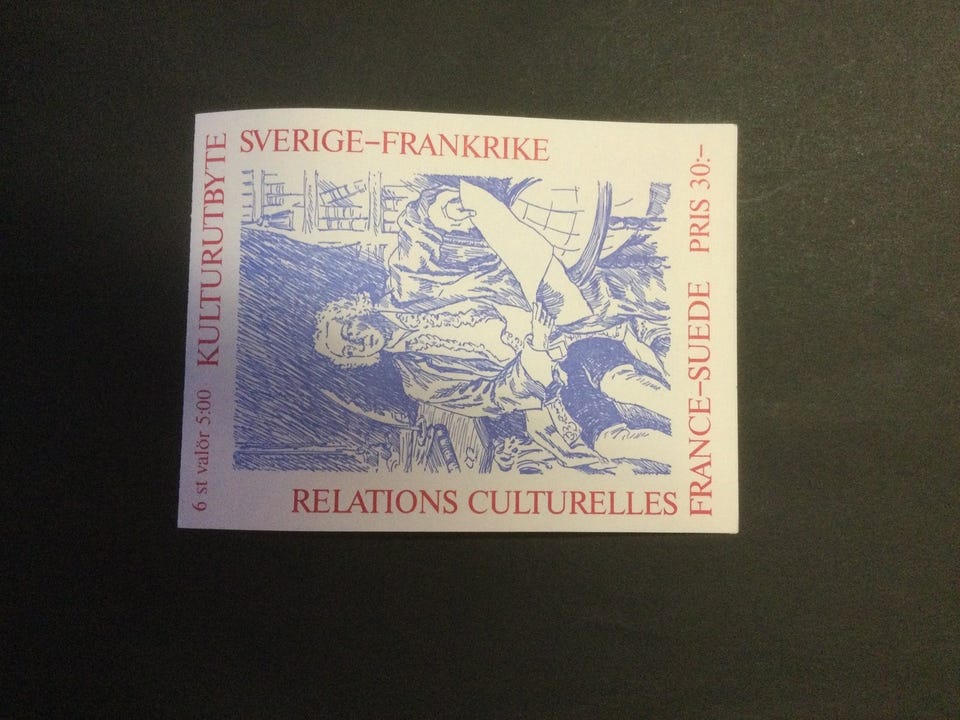 6 st valör 5:00 KULTURUTBYTE
SVERIGE–FRANKRIKE
RELATIONS CULTURELLES
FRANCE–SUEDE PRIS 30:–